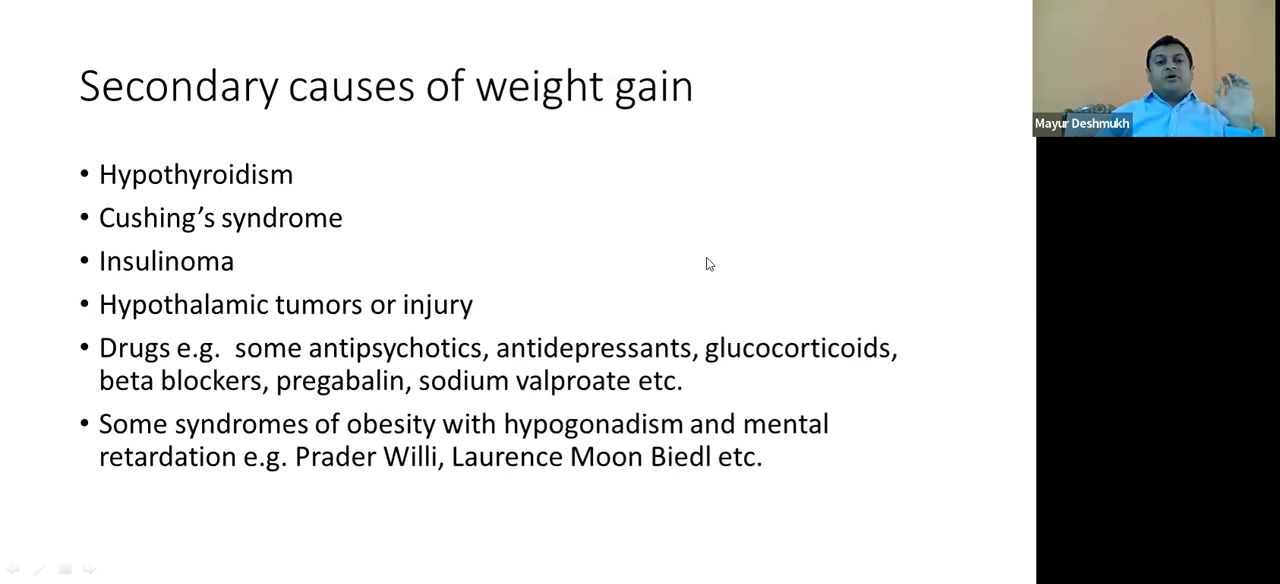 Secondary causes of weight gain
• Hypothyroidism
• Cushing’s syndrome
• Insulinoma
• Hypothalamic tumors or injury
• Drugs e.g.  some antipsychotics, antidepressants, glucocorticoids,
beta blockers, pregabalin, sodium valproate etc.
• Some syndromes of obesity with hypogonadism and mental
retardation e.g. Prader Willi, Laurence Moon Biedl etc.
Mayur Deshmukh